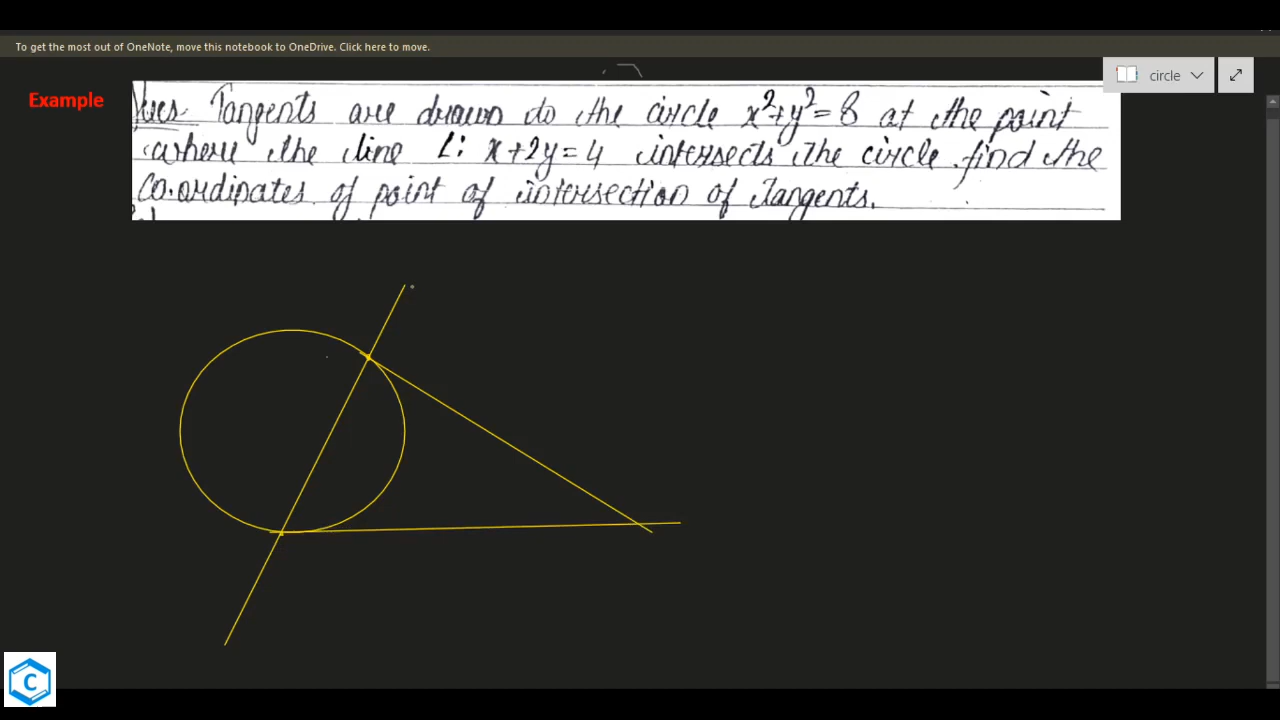 To get the most out of OneNote, move this notebook to OneDrive. Click here to move.
circle
Example
Tangents are drawn to the circle x²+y²=8 at the point
where the line L: x+2y=4 intersects the circle. find the
Co.ordinates of point of intersection of Tangents.
C